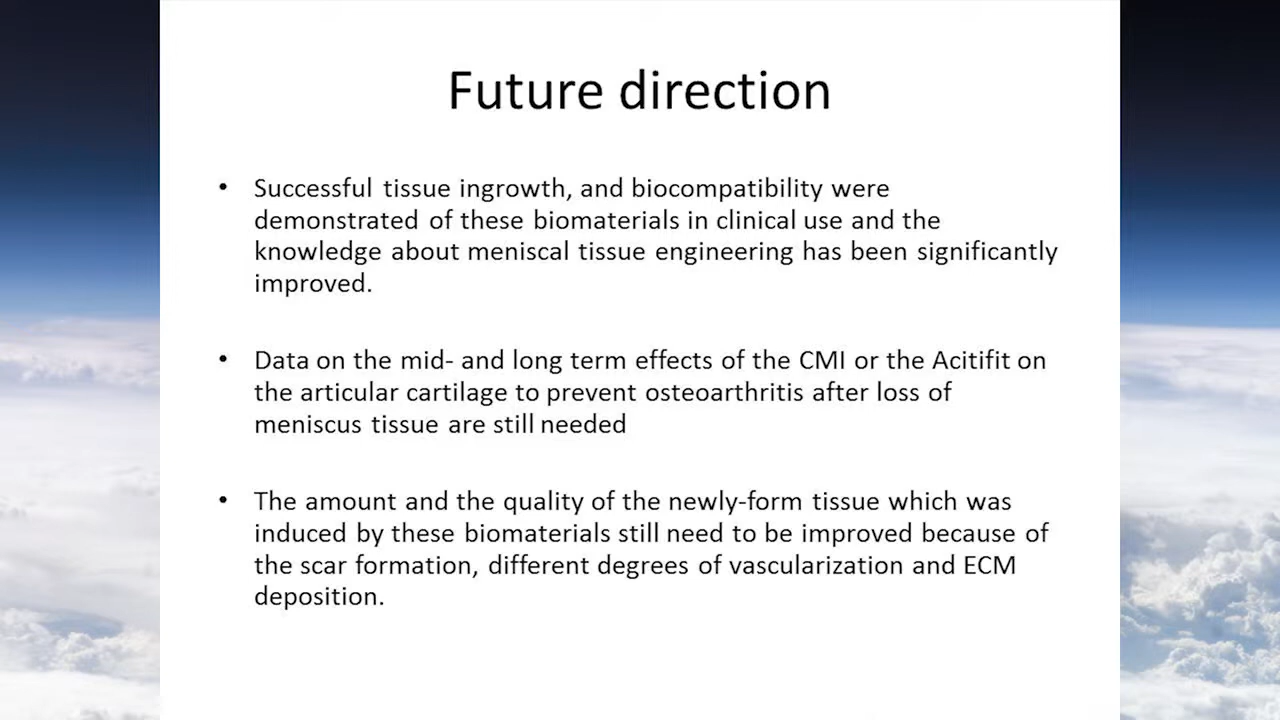 Future direction
• Successful tissue ingrowth, and biocompatibility were
demonstrated of these biomaterials in clinical use and the
knowledge about meniscal tissue engineering has been significantly
improved.
• Data on the mid- and long term effects of the CMI or the Acitifit on
the articular cartilage to prevent osteoarthritis after loss of
meniscus tissue are still needed
• The amount and the quality of the newly-form tissue which was
induced by these biomaterials still need to be improved because of
the scar formation, different degrees of vascularization and ECM
deposition.